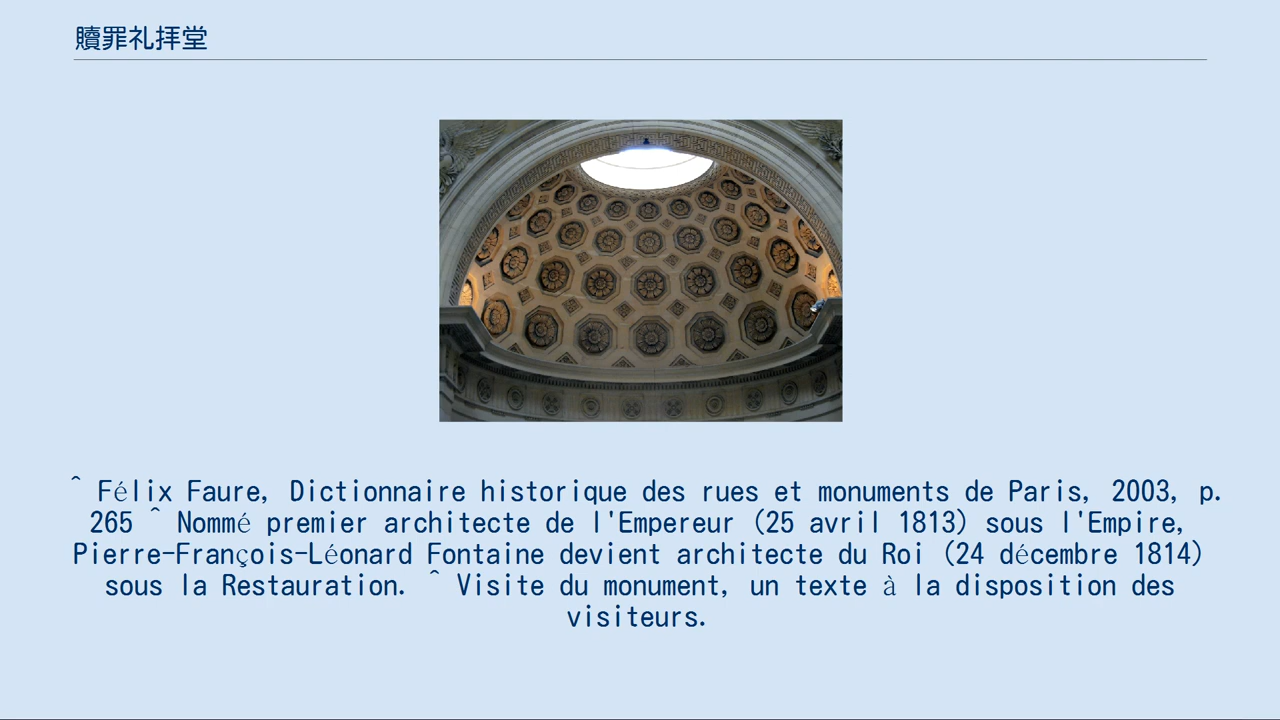 贖罪礼拝堂
^ Félix Faure, Dictionnaire historique des rues et monuments de Paris, 2003, p.
265 ^ Nommé premier architecte de l'Empereur (25 avril 1813) sous l'Empire,
Pierre-François-Léonard Fontaine devient architecte du Roi (24 décembre 1814)
sous la Restauration. ^ Visite du monument, un texte à la disposition des
visiteurs.